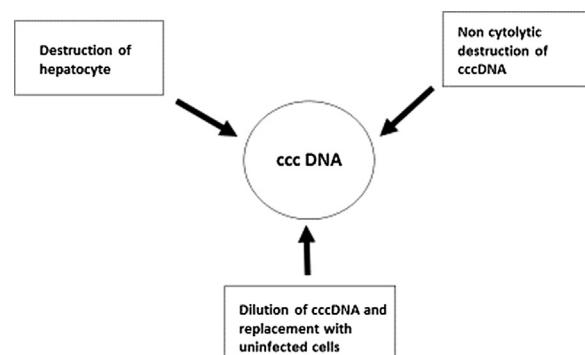 Destruction of
hepatocyte
Non cytolytic
destruction of
cccDNA
ccc DNA
Dilution of cccDNA and
replacement with
uninfected cells